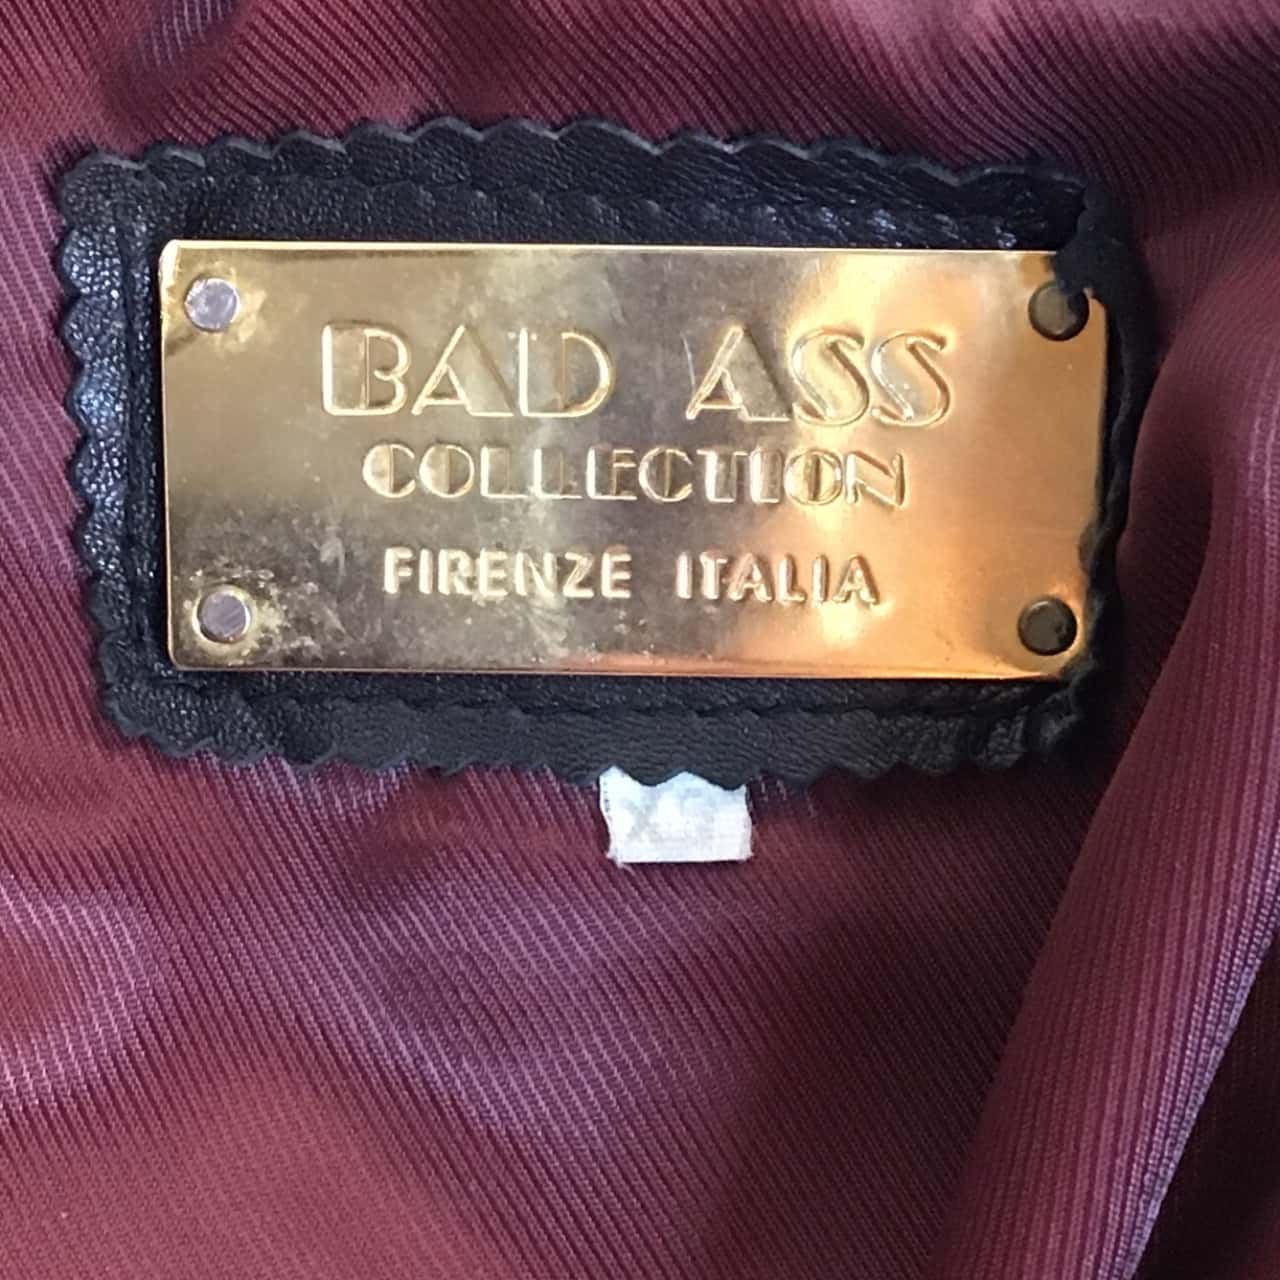 BAD ASS
COLLECTION
FIRENZE ITALIA